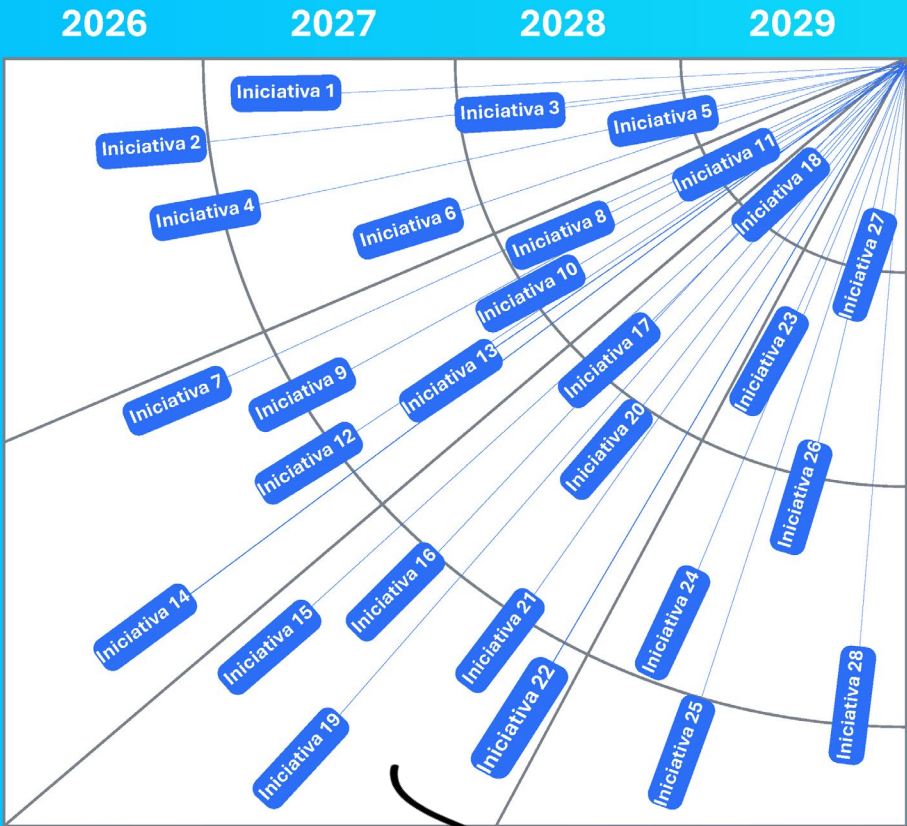 2026
2027
2028
2029
Iniciativa 1
Iniciativa 2
Iniciativa 3
Iniciativa 4
Iniciativa 5
Iniciativa 6
Iniciativa 7
Iniciativa 8
Iniciativa 9
Iniciativa 10
Iniciativa 11
Iniciativa 12
Iniciativa 13
Iniciativa 14
Iniciativa 15
Iniciativa 16
Iniciativa 17
Iniciativa 18
Iniciativa 19
Iniciativa 20
Iniciativa 21
Iniciativa 22
Iniciativa 23
Iniciativa 24
Iniciativa 25
Iniciativa 26
Iniciativa 27
Iniciativa 28